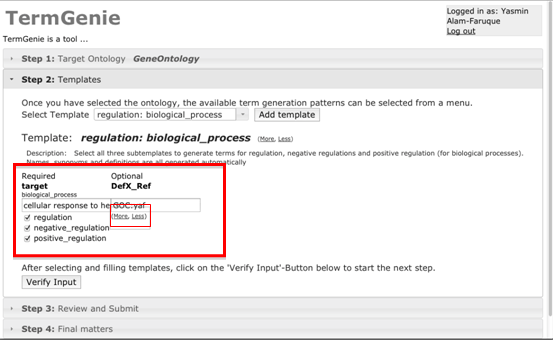 TermGenie
Logged in as: Yasmin
Alam-Faruque
Log out
TermGenie is a tool ...
Step 1: Target Ontology GeneOntology
Step 2: Templates
Once you have selected the ontology, the available term generation patterns can be selected from a menu.
Select Template regulation: biological_process Add template
Template: regulation: biological_process (More, Less)
Description: Select all three subtemplates to generate terms for regulation, negative regulations and positive regulation (for biological processes).
Names, synonyms and definitions are all generated automatically
Required Optional
target DefX_Ref
biological_process
cellular response to he GOC:yaf
regulation (More, Less)
negative_regulation
positive_regulation
After selecting and filling templates, click on the 'Verify Input'-Button below to start the next step.
Verify Input
Step 3: Review and Submit
Step 4: Final matters